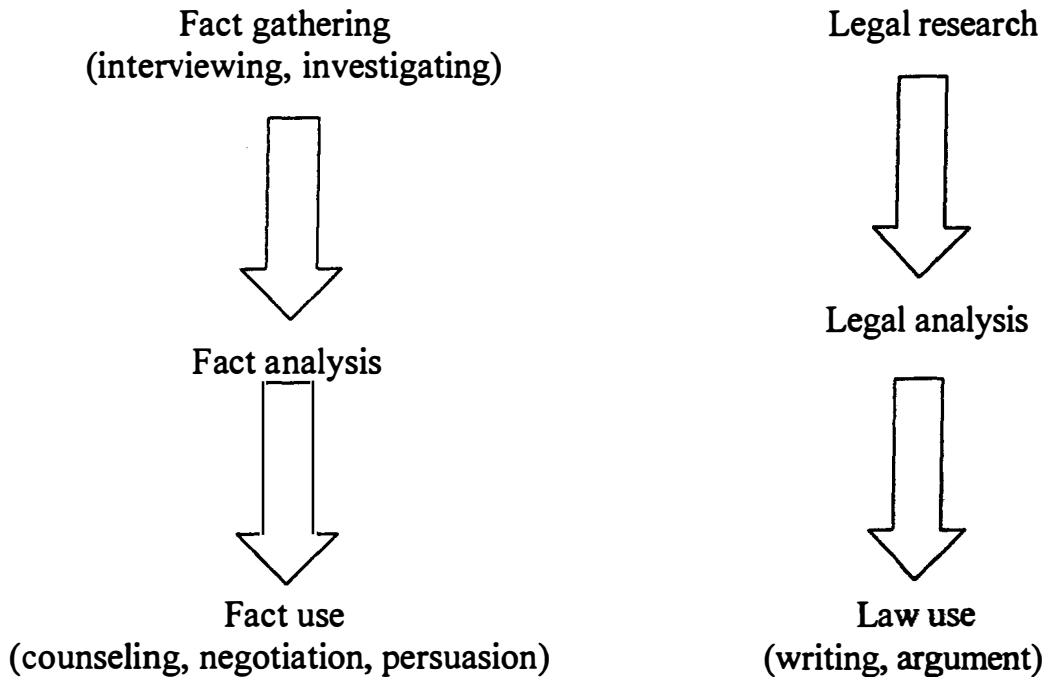 Fact gathering
(interviewing, investigating)
Legal research
Fact analysis
Legal analysis
Fact use
(counseling, negotiation, persuasion)
Law use
(writing, argument)